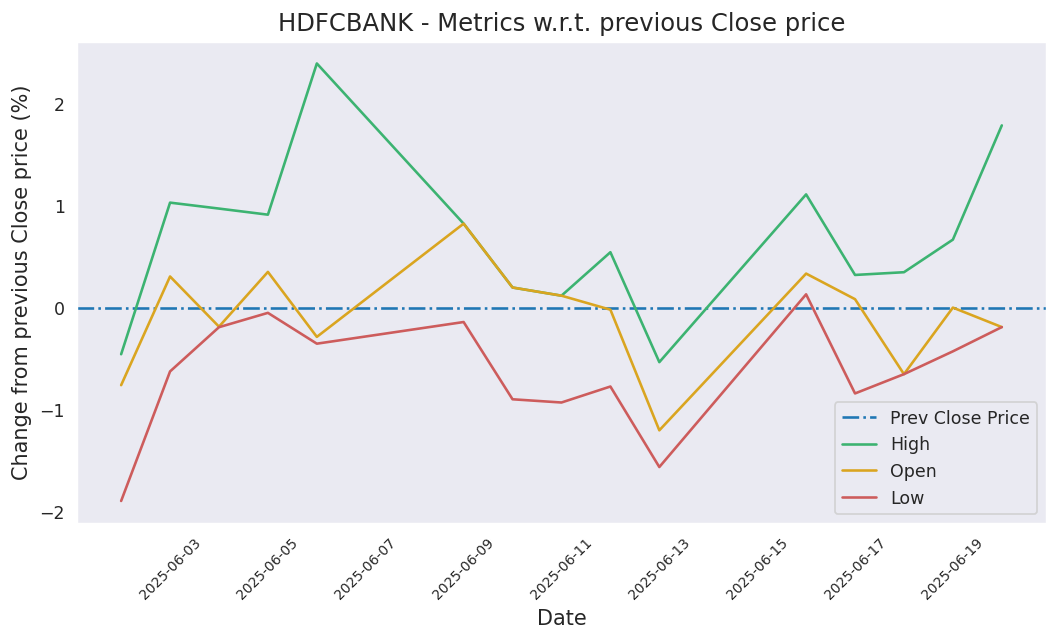 HDFCBANK - Metrics w.r.t. previous Close price
Change from previous Close price (%)
2
1
0
−1
−2
Prev Close Price
High
Open
Low
2025-06-03
2025-06-05
2025-06-07
2025-06-09
2025-06-11
2025-06-13
2025-06-15
2025-06-17
2025-06-19
Date